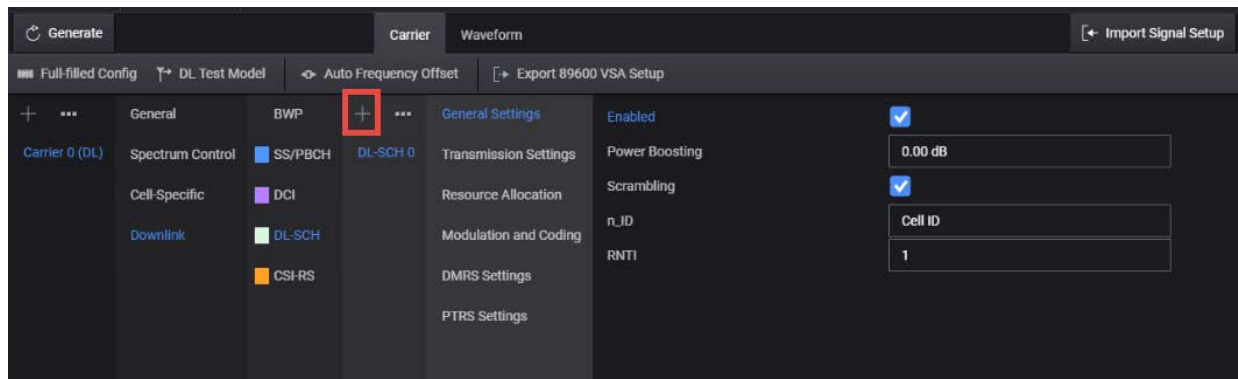 Generate
Carrier
Waveform
Import Signal Setup
Full-filled Config
DL Test Model
Auto Frequency Offset
Export 89600 VSA Setup
Carrier 0 (DL)
General
Spectrum Control
Cell-Specific
Downlink
BWP
SS/PBCH
DCI
DL-SCH
CSI-RS
DL-SCH 0
General Settings
Transmission Settings
Resource Allocation
Modulation and Coding
DMRS Settings
PTRS Settings
Enabled
Power Boosting 0.00 dB
Scrambling
n_ID Cell ID
RNTI 1